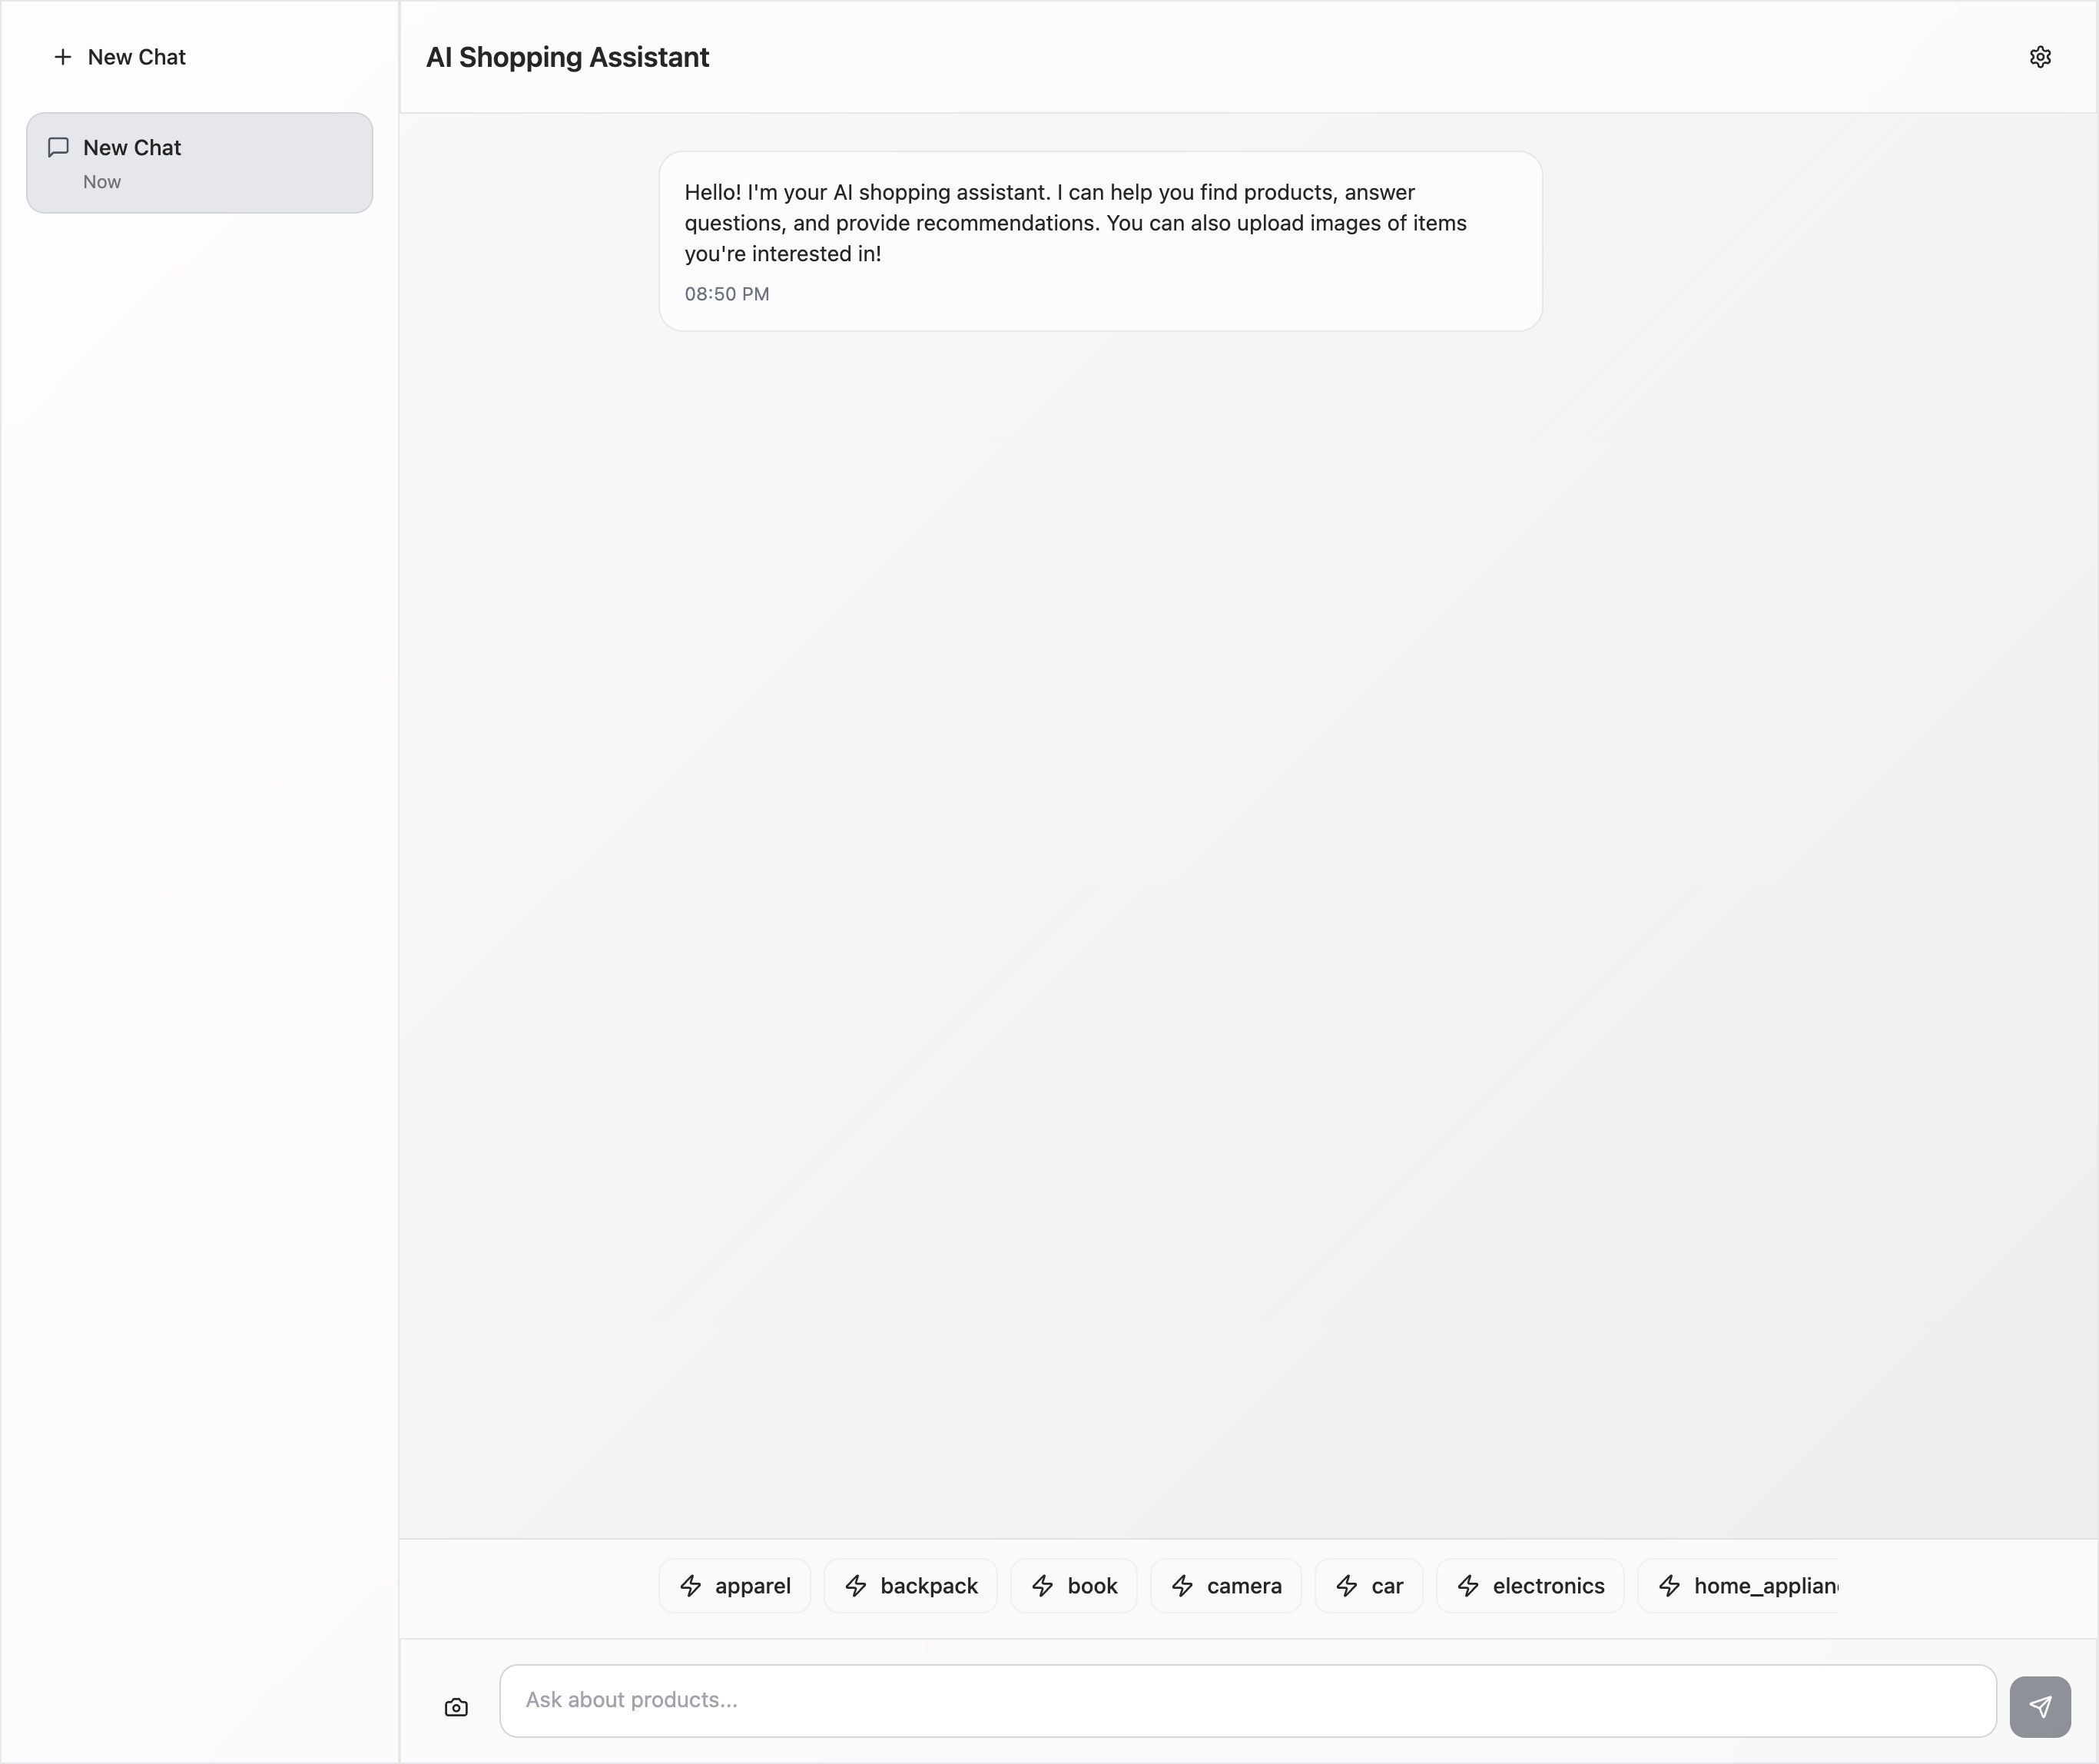 New Chat
AI Shopping Assistant
New Chat
Now
Hello! I'm your AI shopping assistant. I can help you find products, answer
questions, and provide recommendations. You can also upload images of items
you're interested in!
08:50 PM
apparel
backpack
book
camera
car
electronics
home_applian
Ask about products...